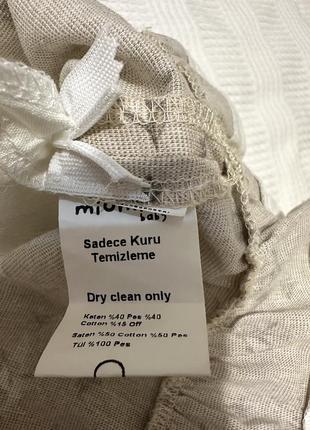 baby
Sadece Kuru
Temizleme
Dry clean only
Keten %40 Pes %40
Cotton %15 Off
Saten %50 Cotton %50 Pes
Tül %100 Pes